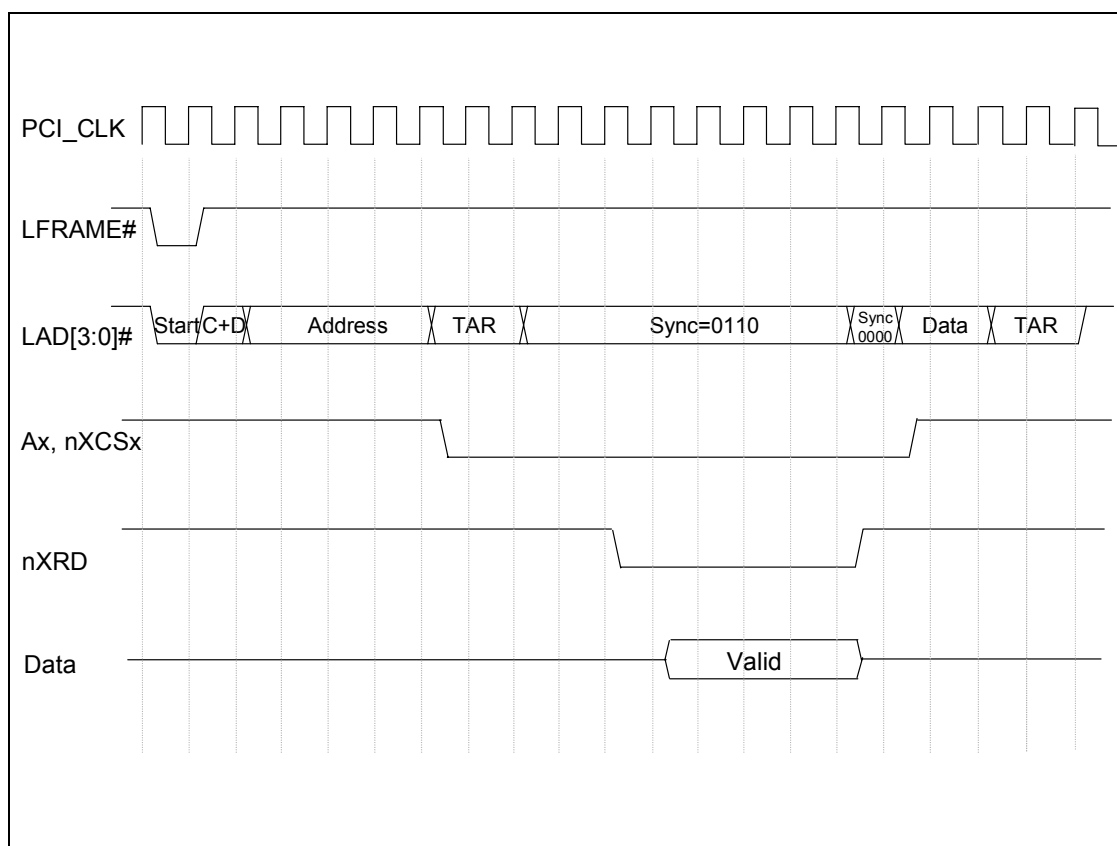 PCI_CLK
LFRAME#
LAD[3:0]#
Start
C+D
Address
TAR
Sync=0110
Sync
0000
Data
TAR
Ax, nXCSx
nXRD
Data
Valid